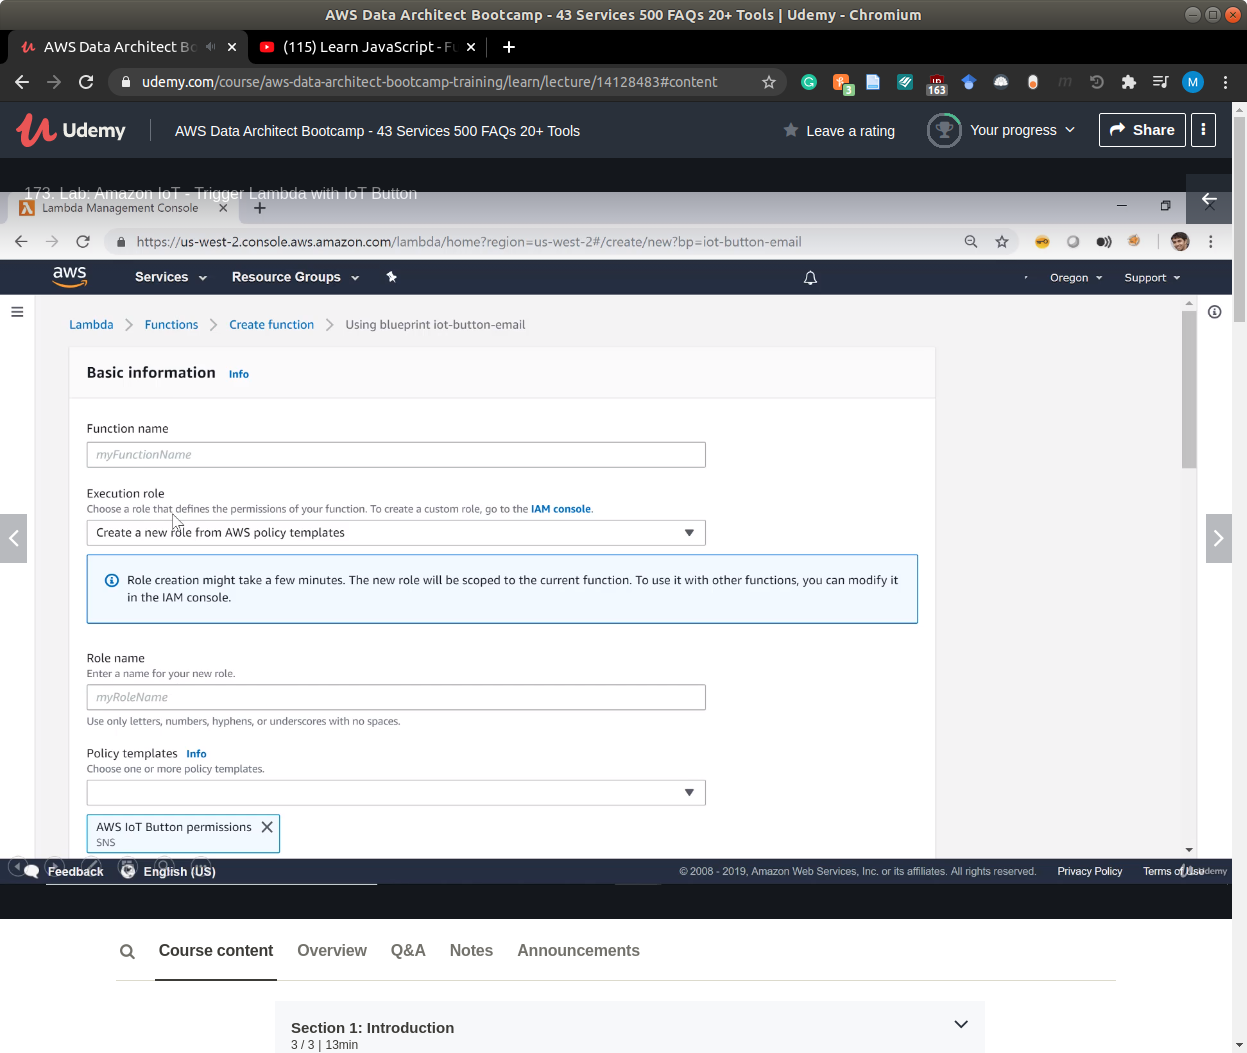 AWS Data Architect Bootcamp - 43 Services 500 FAQs 20+ Tools | Udemy - Chromium
AWS Data Architect Bo
(115) Learn JavaScript - Fu
udemy.com/course/aws-data-architect-bootcamp-training/learn/lecture/14128483#content
3
163
M
Udemy
AWS Data Architect Bootcamp - 43 Services 500 FAQs 20+ Tools
Leave a rating
Your progress
Share
173. Lab: Amazon IoT - Trigger Lambda with IoT Button
Lambda Management Console
https://us-west-2.console.aws.amazon.com/lambda/home?region=us-west-2#/create/new?bp=iot-button-email
aws
Services
Resource Groups
Oregon
Support
Lambda
Functions
Create function
Using blueprint iot-button-email
Basic information
Info
Function name
myFunctionName
Execution role
Choose a role that defines the permissions of your function. To create a custom role, go to the IAM console.
Create a new role from AWS policy templates
Role creation might take a few minutes. The new role will be scoped to the current function. To use it with other functions, you can modify it
in the IAM console.
Role name
Enter a name for your new role.
myRoleName
Use only letters, numbers, hyphens, or underscores with no spaces.
Policy templates
Info
Choose one or more policy templates.
AWS IoT Button permissions
SNS
Feedback
English (US)
© 2008 - 2019, Amazon Web Services, Inc. or its affiliates. All rights reserved.
Privacy Policy
Terms of Use
Udemy
Course content
Overview
Q&A
Notes
Announcements
Section 1: Introduction
3 / 3 | 13min